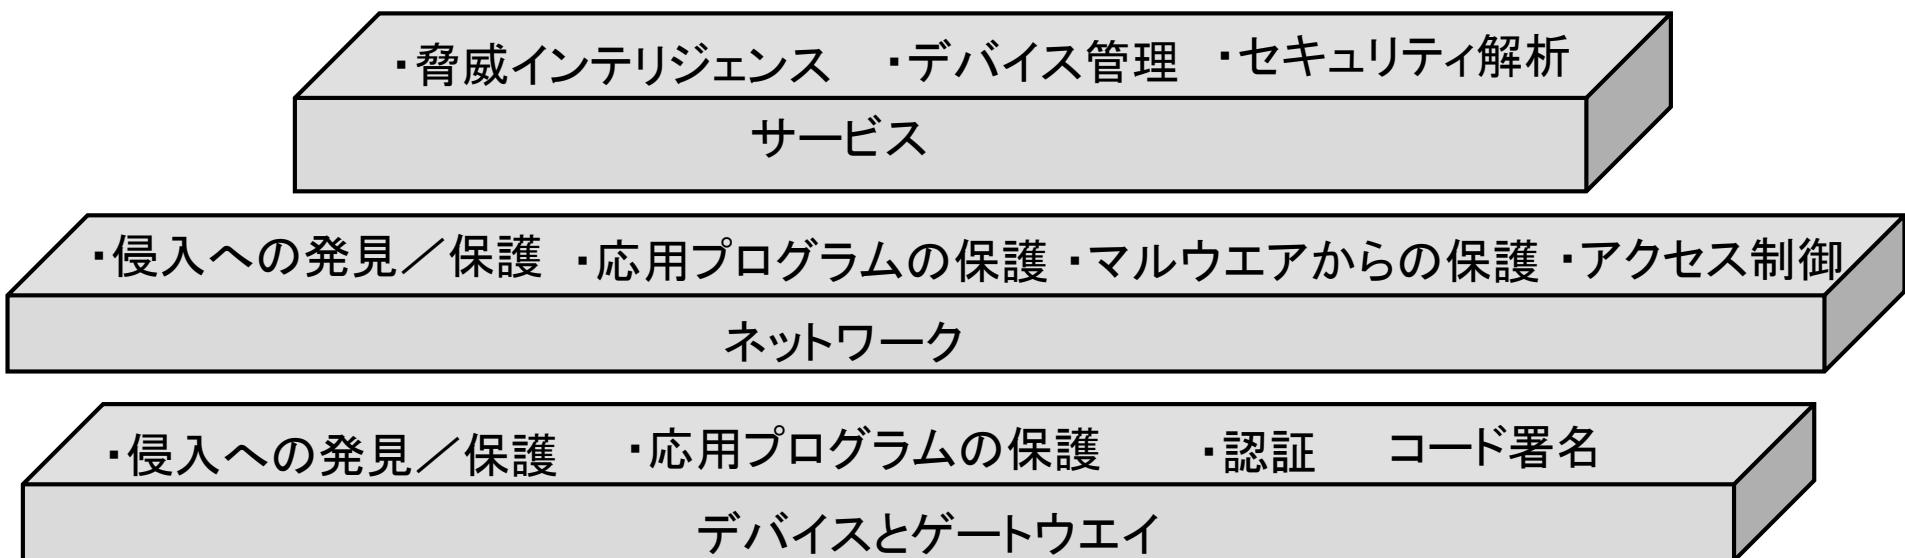 ・脅威インテリジェンス ・デバイス管理 ・セキュリティ解析
サービス
・侵入への発見／保護 ・応用プログラムの保護 ・マルウエアからの保護 ・アクセス制御
ネットワーク
・侵入への発見／保護 ・応用プログラムの保護 ・認証 コード署名
デバイスとゲートウエイ